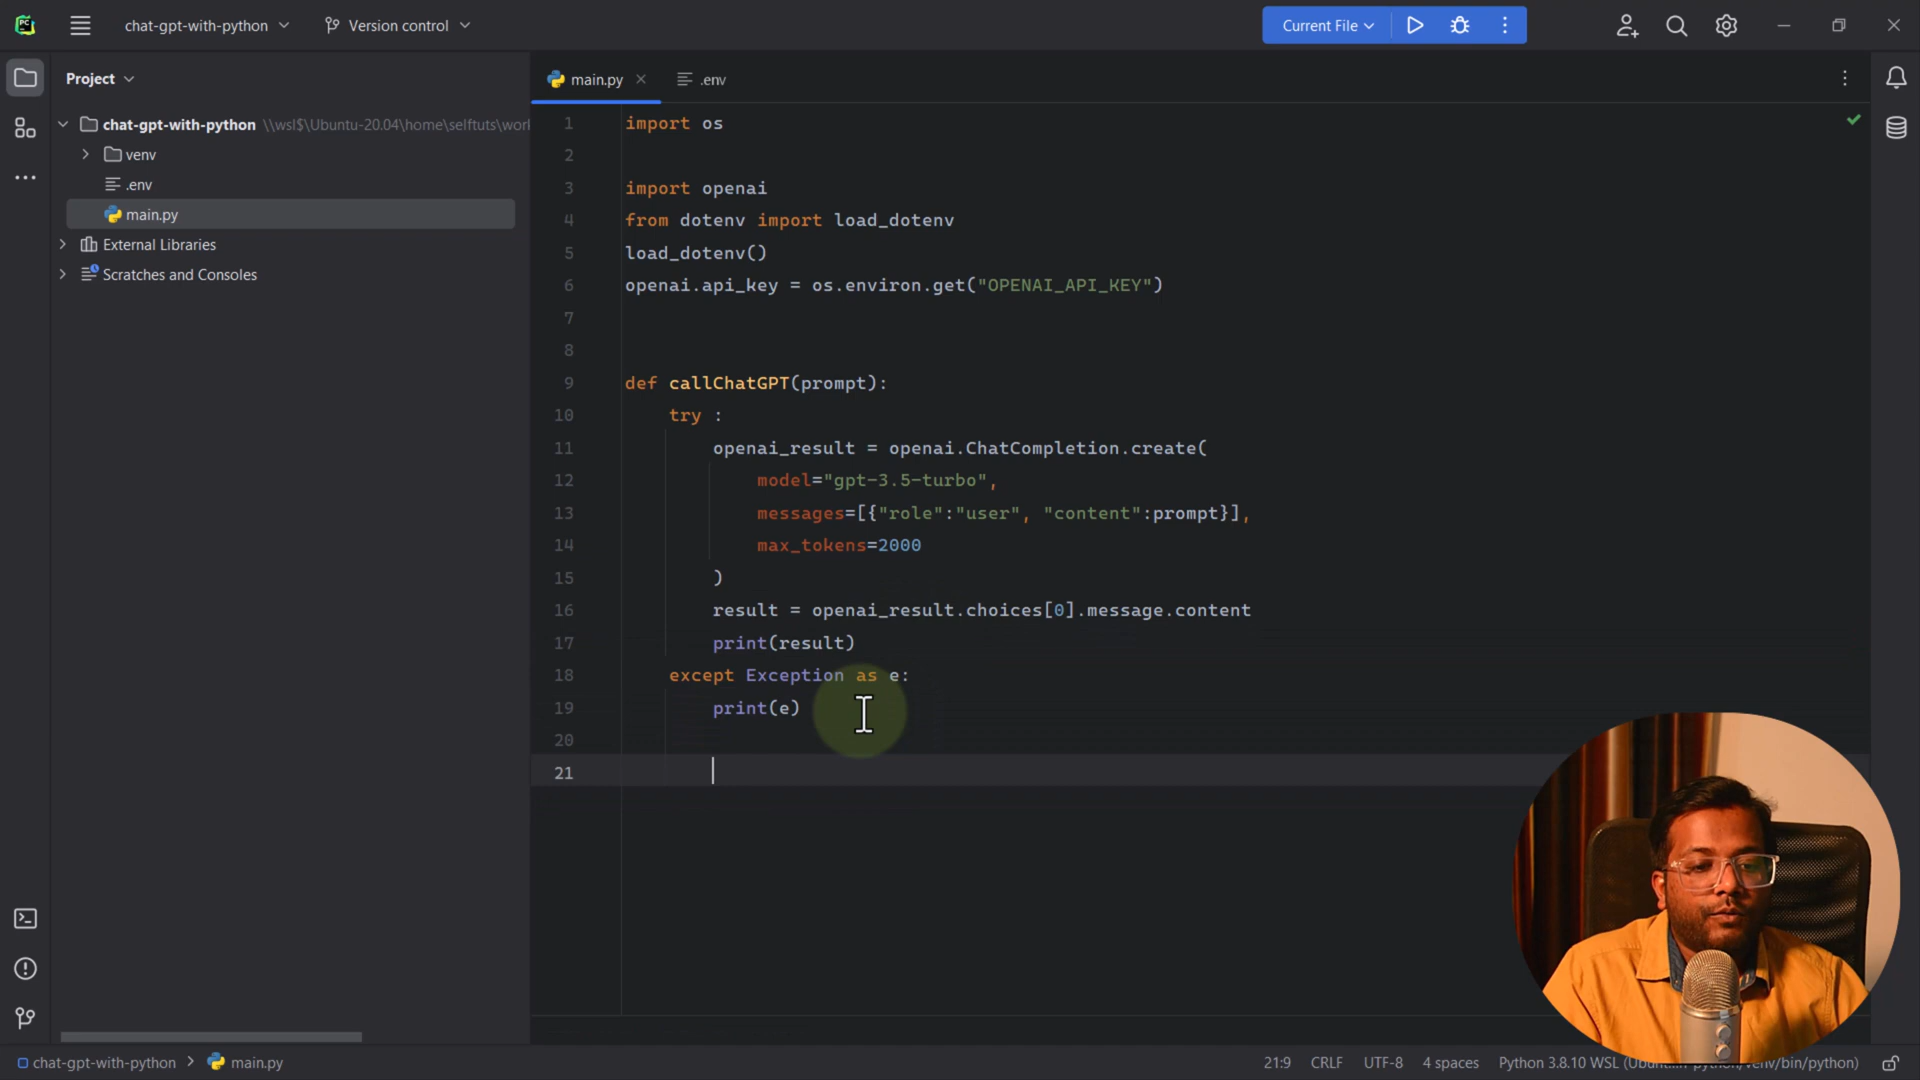 PC
chat-gpt-with-python
Version control
Current File
Project
main.py
.env
chat-gpt-with-python \\wsl$\Ubuntu-20.04\home\selftuts\worl
venv
.env
main.py
External Libraries
Scratches and Consoles
1 import os
2
3 import openai
4 from dotenv import load_dotenv
5 load_dotenv()
6 openai.api_key = os.environ.get("OPENAI_API_KEY")
7
8
9 def callChatGPT(prompt):
10 try :
11 openai_result = openai.ChatCompletion.create(
12 model="gpt-3.5-turbo",
13 messages=[{"role":"user", "content":prompt}],
14 max_tokens=2000
15 )
16 result = openai_result.choices[0].message.content
17 print(result)
18 except Exception as e:
19 print(e)
20
21
chat-gpt-with-python > main.py
21:9 CRLF UTF-8 4 spaces Python 3.8.10 WSL (Ubun /venv/bin/python)